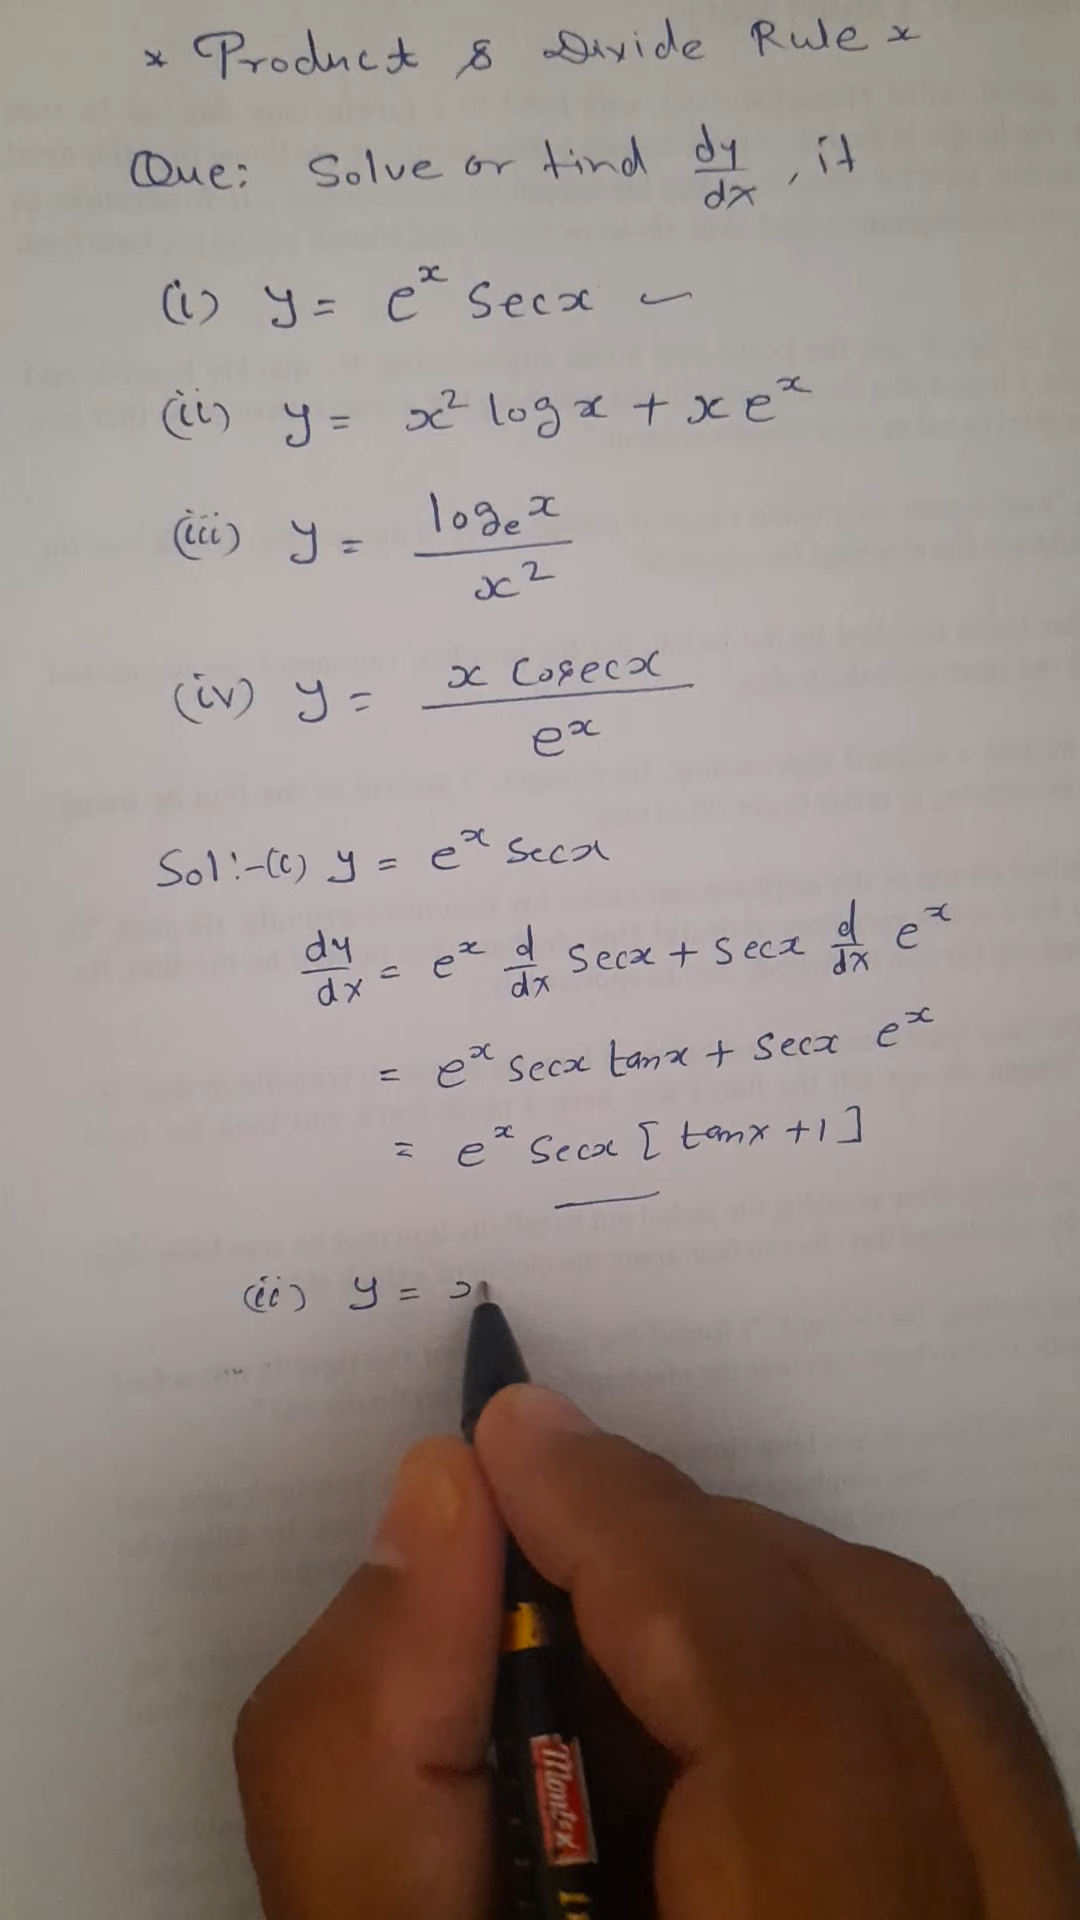 * Product & Divide Rule *
Que: Solve or find dy/dx, if
(i) y = e^x secx
(ii) y = x² log x + x e^x
(iii) y = log_e x / x²
(iv) y = x cosecx / e^x
Sol:-(i) y = e^x secx
dy/dx = e^x d/dx secx + secx d/dx e^x
= e^x secx tanx + secx e^x
= e^x secx [tanx + 1]
(ii) y = x
Montex